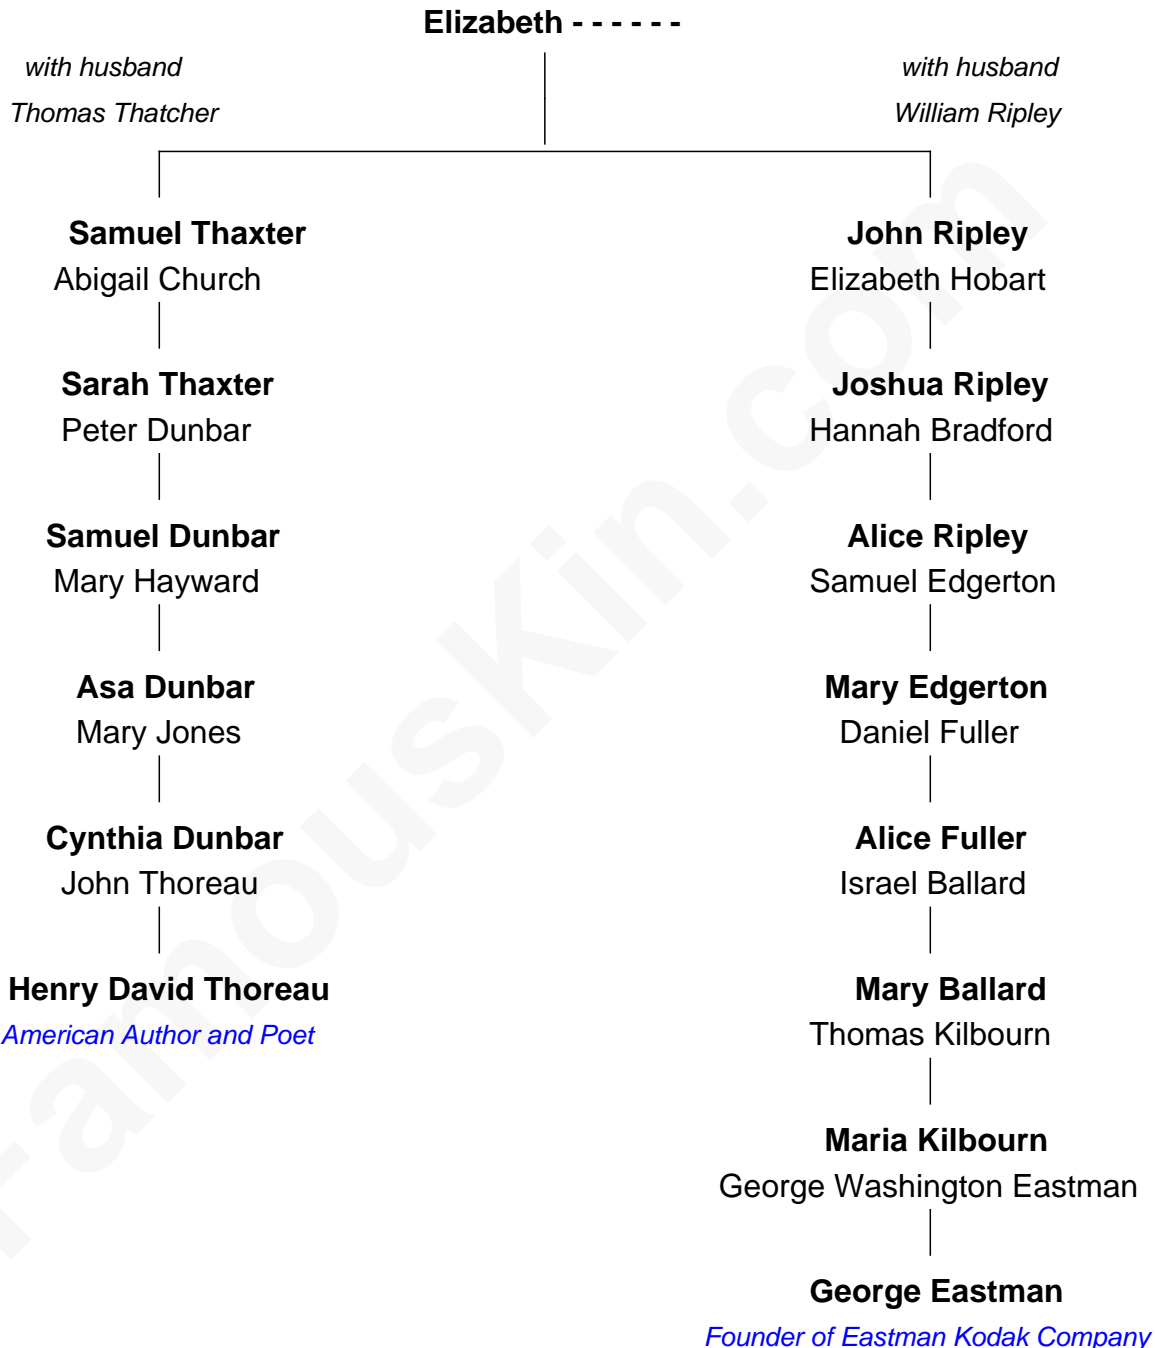 Elizabeth - - - - - -
with husband
Thomas Thatcher
with husband
William Ripley
Samuel Thaxter
Abigail Church
John Ripley
Elizabeth Hobart
Sarah Thaxter
Peter Dunbar
Joshua Ripley
Hannah Bradford
Samuel Dunbar
Mary Hayward
Alice Ripley
Samuel Edgerton
Asa Dunbar
Mary Jones
Mary Edgerton
Daniel Fuller
Cynthia Dunbar
John Thoreau
Alice Fuller
Israel Ballard
Henry David Thoreau
American Author and Poet
Mary Ballard
Thomas Kilbourn
Maria Kilbourn
George Washington Eastman
George Eastman
Founder of Eastman Kodak Company
FamousKin.com